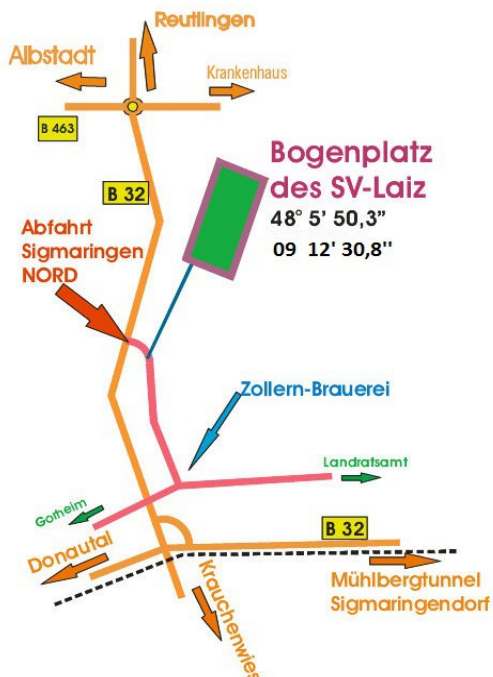 Reutlingen
Albstadt
Krankenhaus
B 463
B 32
Bogenplatz
des SV-Laiz
48° 5' 50,3"
09 12' 30,8''
Abfahrt
Sigmaringen
NORD
Zollern-Brauerei
Landratsamt
Gorheim
B 32
Donautal
Krauchenwies
Mühlbergtunnel
Sigmaringendorf